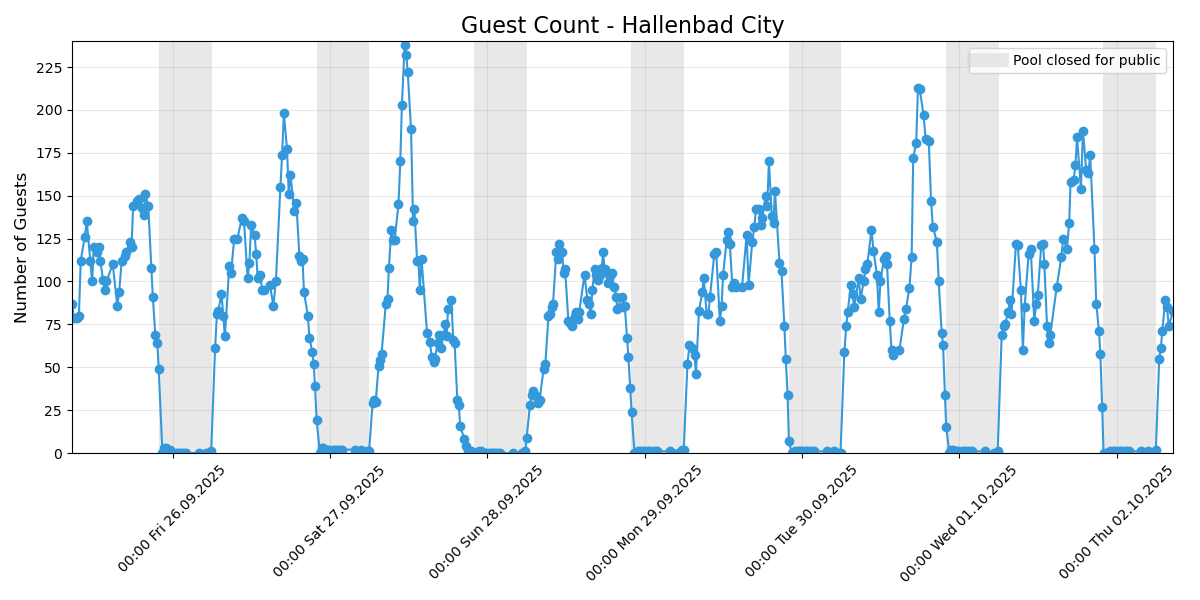 Guest Count - Hallenbad City
Pool closed for public
Number of Guests
225
200
175
150
125
100
75
50
25
0
00:00 Fri 26.09.2025
00:00 Sat 27.09.2025
00:00 Sun 28.09.2025
00:00 Mon 29.09.2025
00:00 Tue 30.09.2025
00:00 Wed 01.10.2025
00:00 Thu 02.10.2025